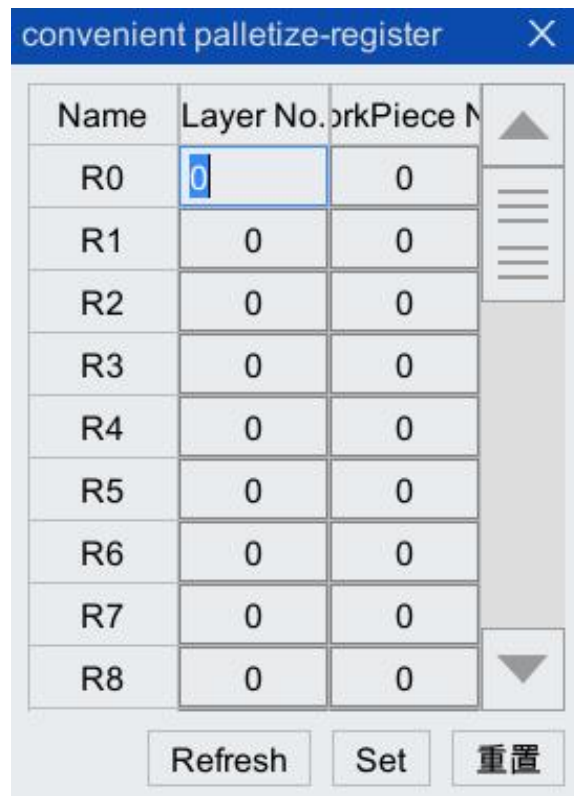 convenient palletize-register
Name Layer No. orkPiece N
R0 0 0
R1 0 0
R2 0 0
R3 0 0
R4 0 0
R5 0 0
R6 0 0
R7 0 0
R8 0 0
Refresh Set 重置